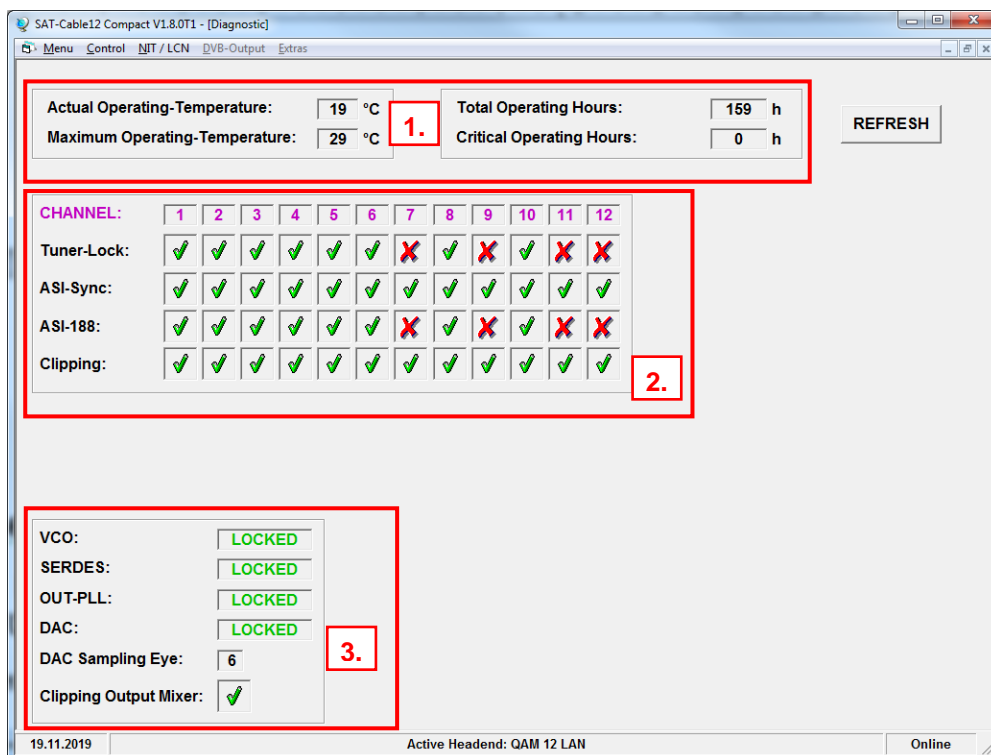 SAT-Cable12 Compact V1.8.0T1 - [Diagnostic]
Menu Control NIT / LCN DVB-Output Extras
Actual Operating-Temperature: 19 °C
Maximum Operating-Temperature: 29 °C
1.
Total Operating Hours: 159 h
Critical Operating Hours: 0 h
REFRESH
CHANNEL: 1 2 3 4 5 6 7 8 9 10 11 12
Tuner-Lock:
ASI-Sync:
ASI-188:
Clipping:
2.
VCO: LOCKED
SERDES: LOCKED
OUT-PLL: LOCKED
DAC: LOCKED
DAC Sampling Eye: 6
Clipping Output Mixer:
3.
19.11.2019 Active Headend: QAM 12 LAN Online